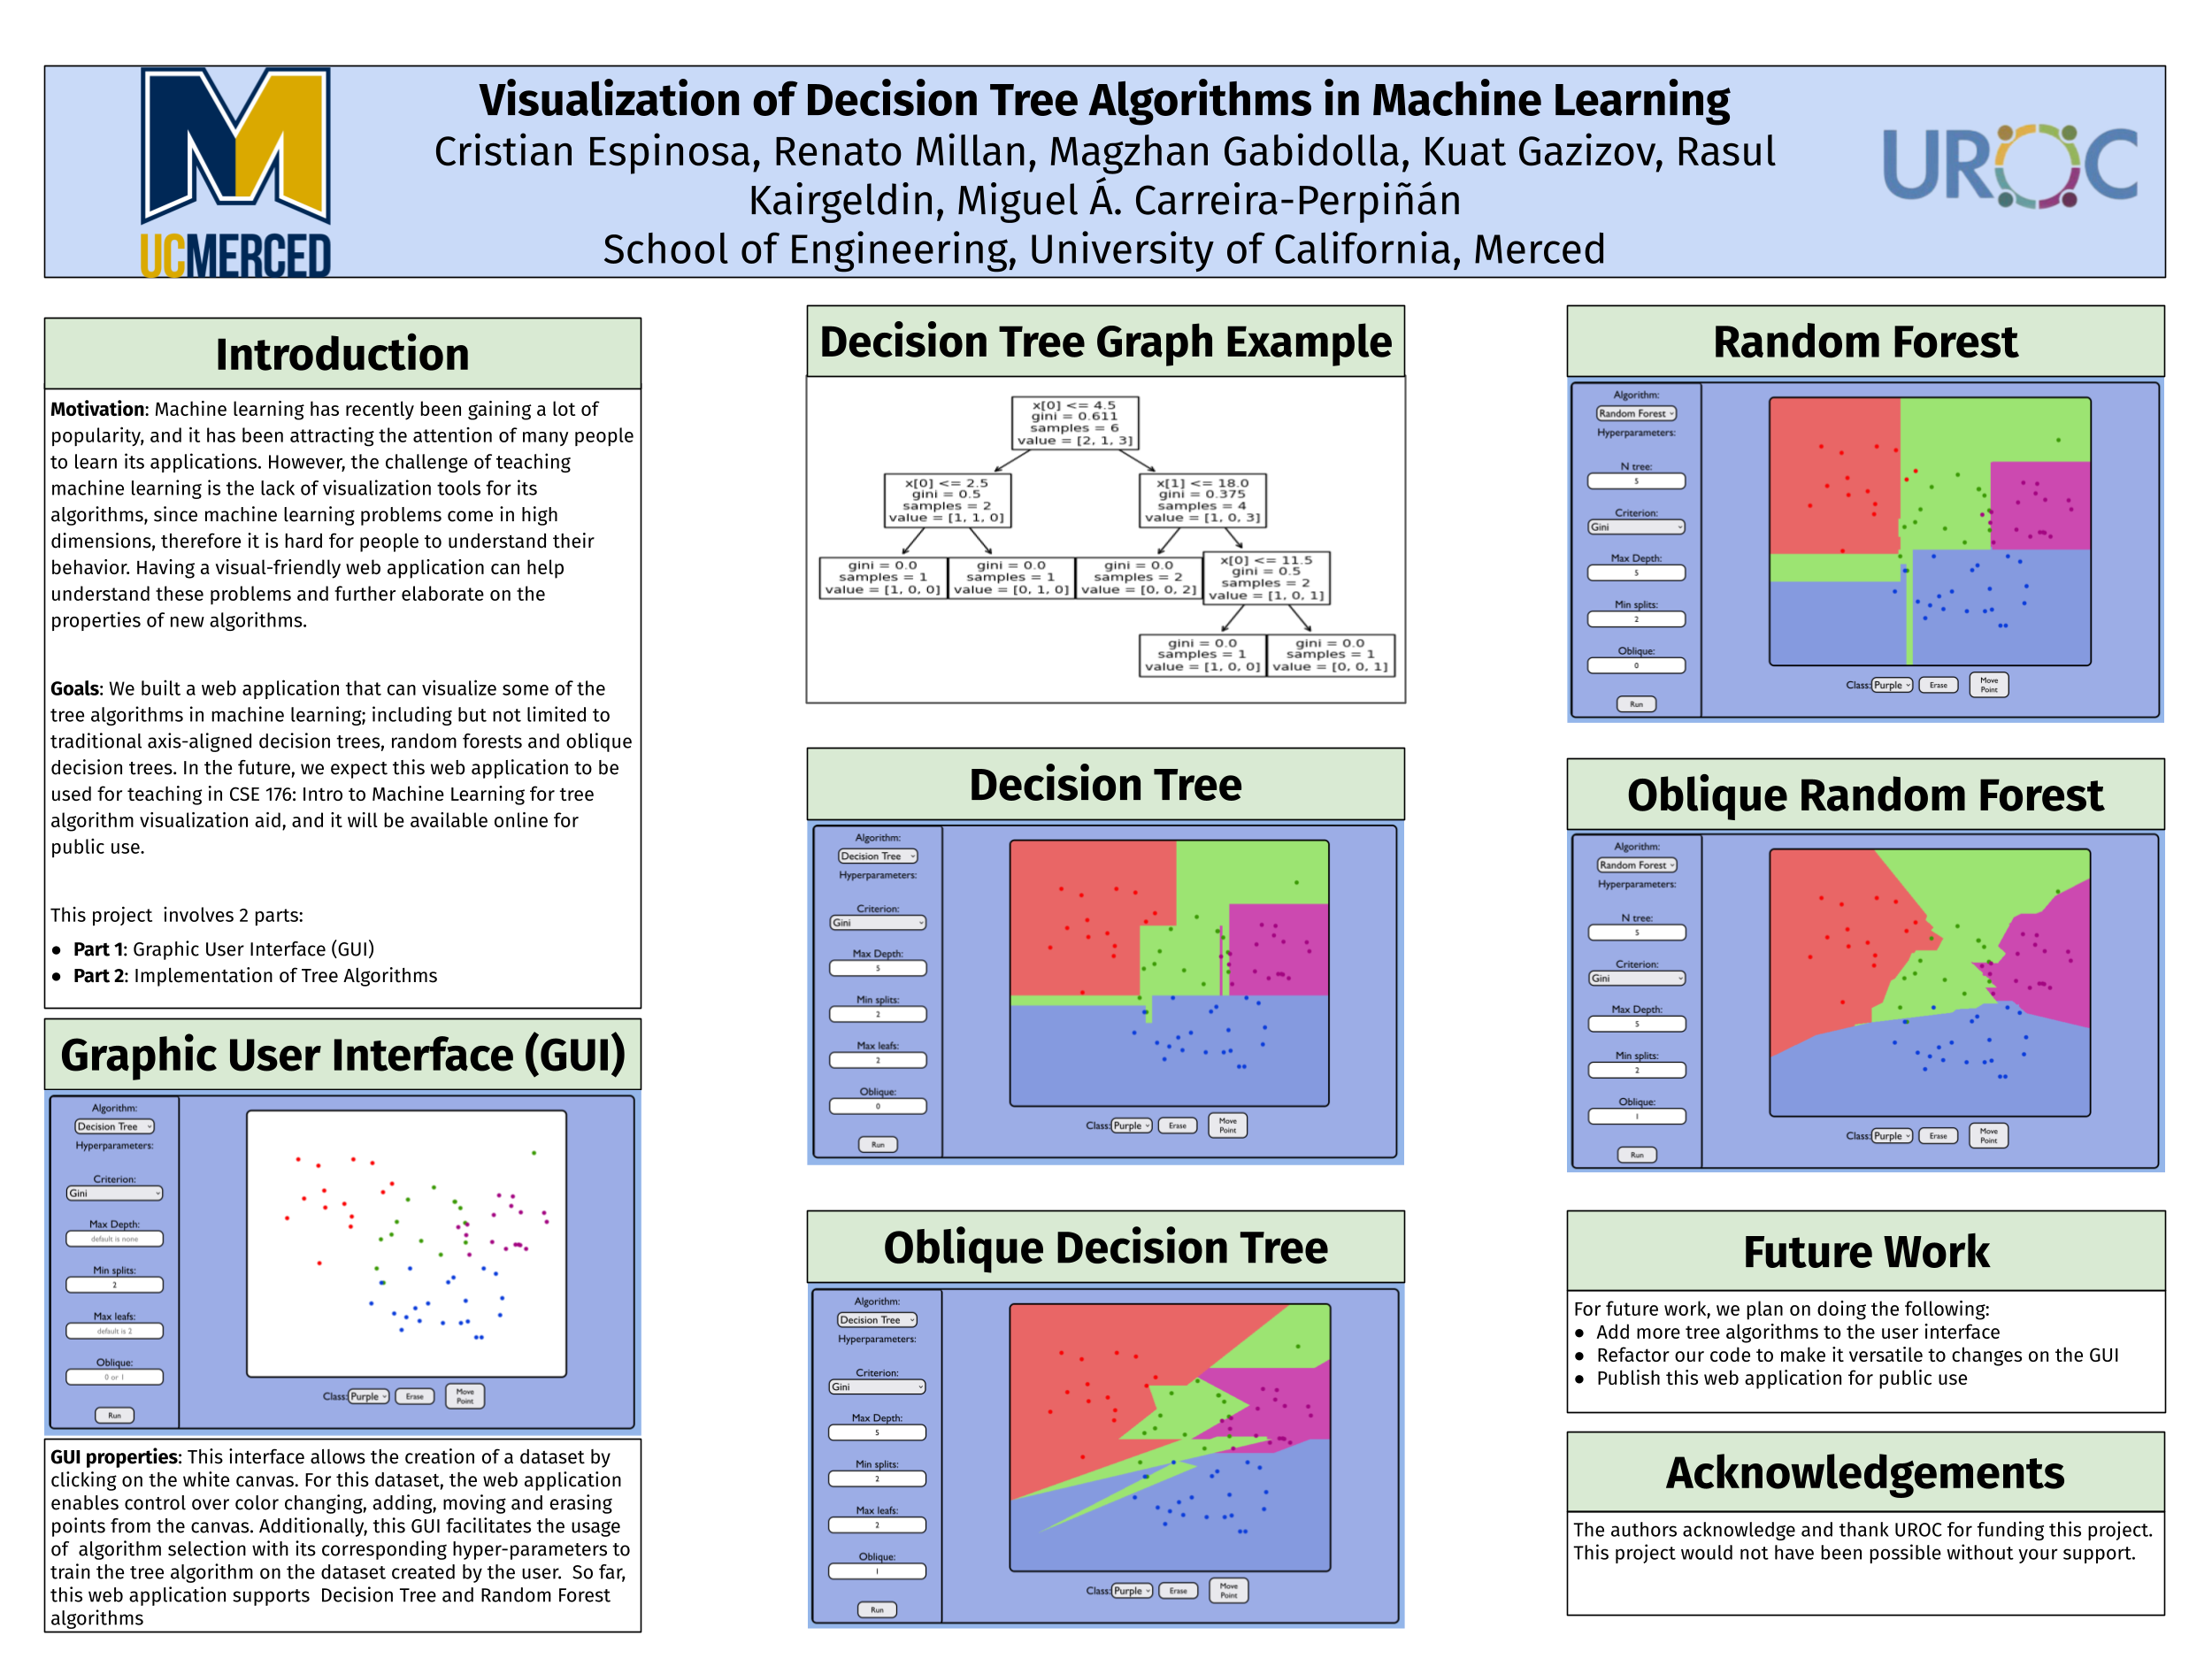 Visualization of Decision Tree Algorithms in Machine Learning
Cristian Espinosa, Renato Millan, Magzhan Gabidolla, Kuat Gazizov, Rasul
Kairgeldin, Miguel Á. Carreira-Perpiñán
School of Engineering, University of California, Merced
UCMERCED
UROC
Introduction
Motivation: Machine learning has recently been gaining a lot of
popularity, and it has been attracting the attention of many people
to learn its applications. However, the challenge of teaching
machine learning is the lack of visualization tools for its
algorithms, since machine learning problems come in high
dimensions, therefore it is hard for people to understand their
behavior. Having a visual-friendly web application can help
understand these problems and further elaborate on the
properties of new algorithms.
Goals: We built a web application that can visualize some of the
tree algorithms in machine learning; including but not limited to
traditional axis-aligned decision trees, random forests and oblique
decision trees. In the future, we expect this web application to be
used for teaching in CSE 176: Intro to Machine Learning for tree
algorithm visualization aid, and it will be available online for
public use.
This project  involves 2 parts:
● Part 1: Graphic User Interface (GUI)
● Part 2: Implementation of Tree Algorithms
Graphic User Interface (GUI)
Algorithm:
Decision Tree
Hyperparameters:
Criterion:
Gini
Max Depth:
default is none
Min splits:
2
Max leafs:
default is 2
Oblique:
0 or 1
Run
Class: Purple
Erase
Move
Point
GUI properties: This interface allows the creation of a dataset by
clicking on the white canvas. For this dataset, the web application
enables control over color changing, adding, moving and erasing
points from the canvas. Additionally, this GUI facilitates the usage
of  algorithm selection with its corresponding hyper-parameters to
train the tree algorithm on the dataset created by the user.  So far,
this web application supports  Decision Tree and Random Forest
algorithms
Decision Tree Graph Example
x[0] <= 4.5
gini = 0.611
samples = 6
value = [2, 1, 3]
x[0] <= 2.5
gini = 0.5
samples = 2
value = [1, 1, 0]
x[1] <= 18.0
gini = 0.375
samples = 4
value = [1, 0, 3]
gini = 0.0
samples = 1
value = [1, 0, 0]
gini = 0.0
samples = 1
value = [0, 1, 0]
gini = 0.0
samples = 2
value = [0, 0, 2]
x[0] <= 11.5
gini = 0.5
samples = 2
value = [1, 0, 1]
gini = 0.0
samples = 1
value = [1, 0, 0]
gini = 0.0
samples = 1
value = [0, 0, 1]
Decision Tree
Algorithm:
Decision Tree
Hyperparameters:
Criterion:
Gini
Max Depth:
5
Min splits:
2
Max leafs:
2
Oblique:
0
Run
Class: Purple
Erase
Move
Point
Oblique Decision Tree
Algorithm:
Decision Tree
Hyperparameters:
Criterion:
Gini
Max Depth:
5
Min splits:
2
Max leafs:
2
Oblique:
1
Run
Class: Purple
Erase
Move
Point
Random Forest
Algorithm:
Random Forest
Hyperparameters:
N tree:
5
Criterion:
Gini
Max Depth:
5
Min splits:
2
Oblique:
0
Run
Class: Purple
Erase
Move
Point
Oblique Random Forest
Algorithm:
Random Forest
Hyperparameters:
N tree:
5
Criterion:
Gini
Max Depth:
5
Min splits:
2
Oblique:
1
Run
Class: Purple
Erase
Move
Point
Future Work
For future work, we plan on doing the following:
● Add more tree algorithms to the user interface
● Refactor our code to make it versatile to changes on the GUI
● Publish this web application for public use
Acknowledgements
The authors acknowledge and thank UROC for funding this project.
This project would not have been possible without your support.